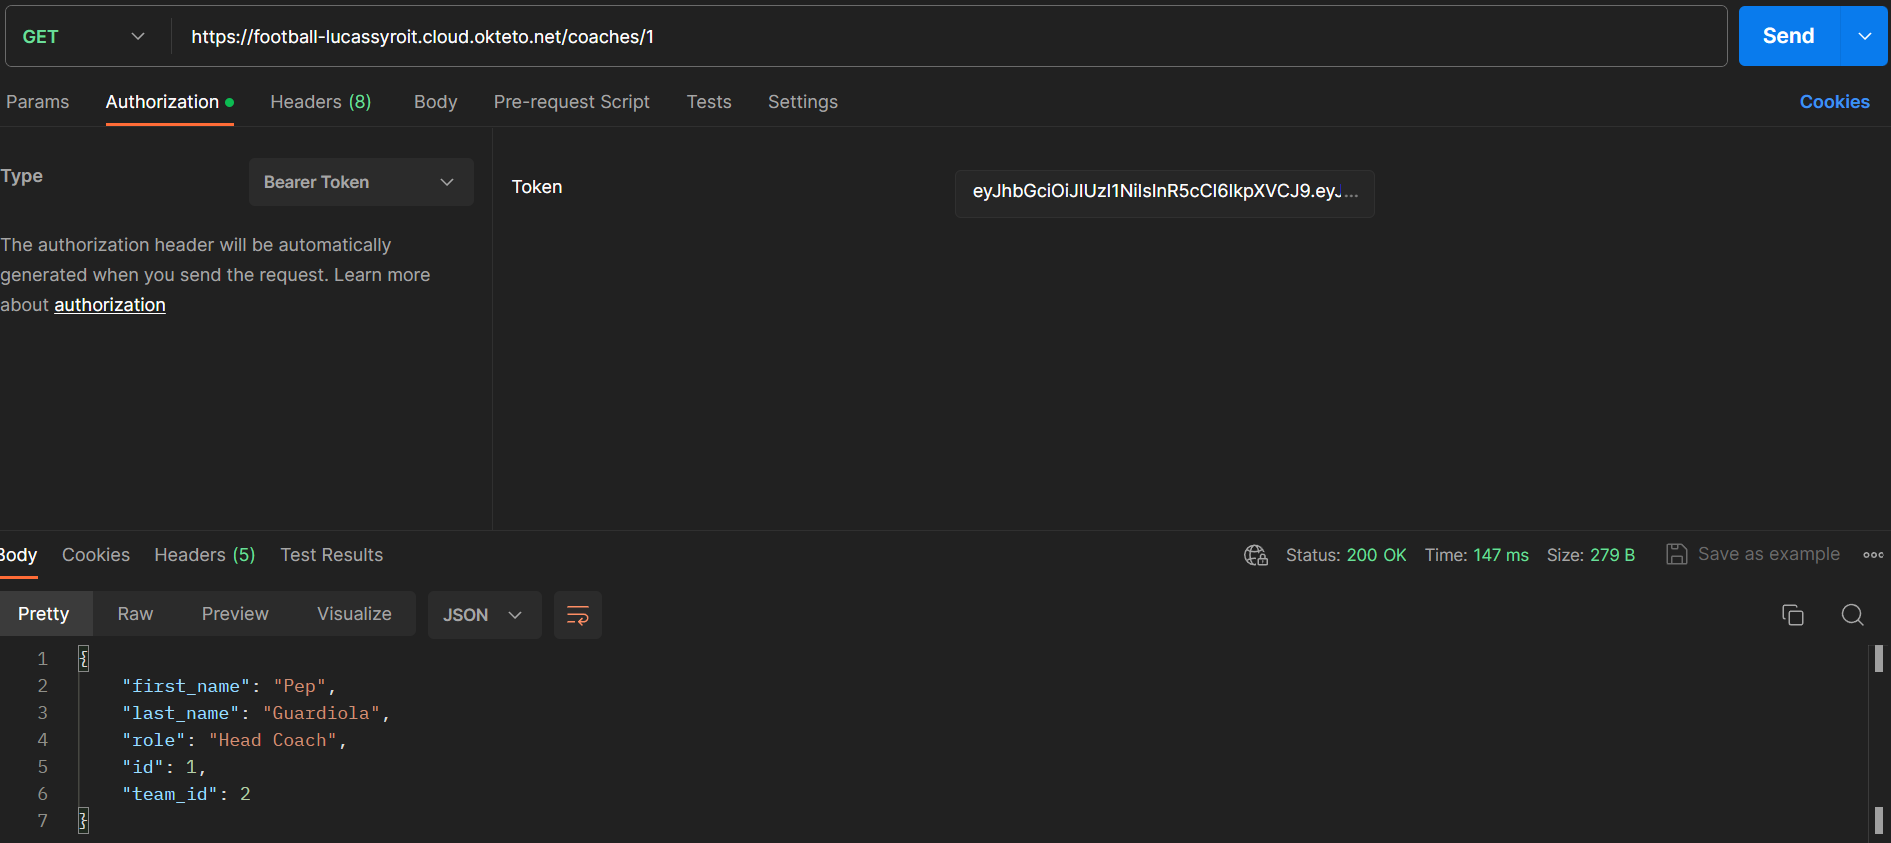 GET https://football-lucassyroit.cloud.okteto.net/coaches/1 Send
Params Authorization Headers (8) Body Pre-request Script Tests Settings Cookies
Type Bearer Token
The authorization header will be automatically
generated when you send the request. Learn more
about authorization
Token eyJhbGciOiJIUzI1NiIsInR5cCI6IkpXVCJ9.eyJ...
Body Cookies Headers (5) Test Results Status: 200 OK Time: 147 ms Size: 279 B Save as example
Pretty Raw Preview Visualize JSON
1 {
2 "first_name": "Pep",
3 "last_name": "Guardiola",
4 "role": "Head Coach",
5 "id": 1,
6 "team_id": 2
7 }